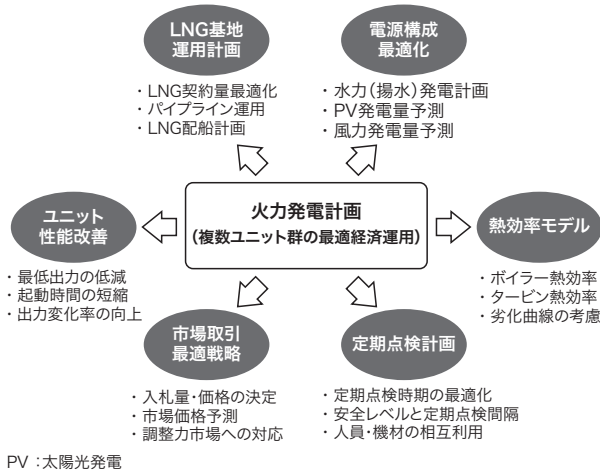 LNG基地
運用計画
・LNG契約量最適化
・パイプライン運用
・LNG配船計画
電源構成
最適化
・水力(揚水)発電計画
・PV発電量予測
・風力発電量予測
火力発電計画
(複数ユニット群の最適経済運用)
ユニット
性能改善
・最低出力の低減
・起動時間の短縮
・出力変化率の向上
熱効率モデル
・ボイラー熱効率
・タービン熱効率
・劣化曲線の考慮
市場取引
最適戦略
・入札量・価格の決定
・市場価格予測
・調整力市場への対応
定期点検計画
・定期点検時期の最適化
・安全レベルと定期点検間隔
・人員・機材の相互利用
PV :太陽光発電